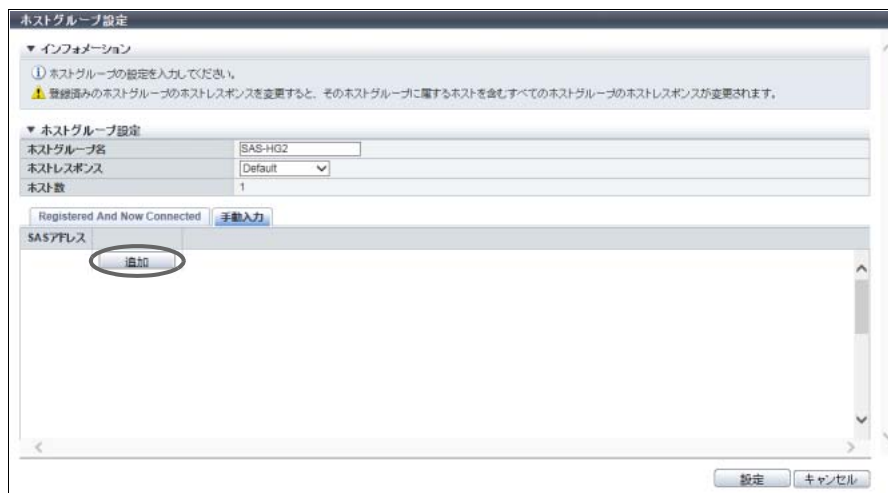 ホストグループ設定
▼ インフォメーション
ホストグループの設定を入力してください。
登録済みのホストグループのホストレスポンスを変更すると、そのホストグループに属するホストを含むすべてのホストグループのホストレスポンスが変更されます。
▼ ホストグループ設定
ホストグループ名 SAS-HG2
ホストレスポンス Default
ホスト数 1
Registered And Now Connected 手動入力
SASアドレス
追加
設定 キャンセル